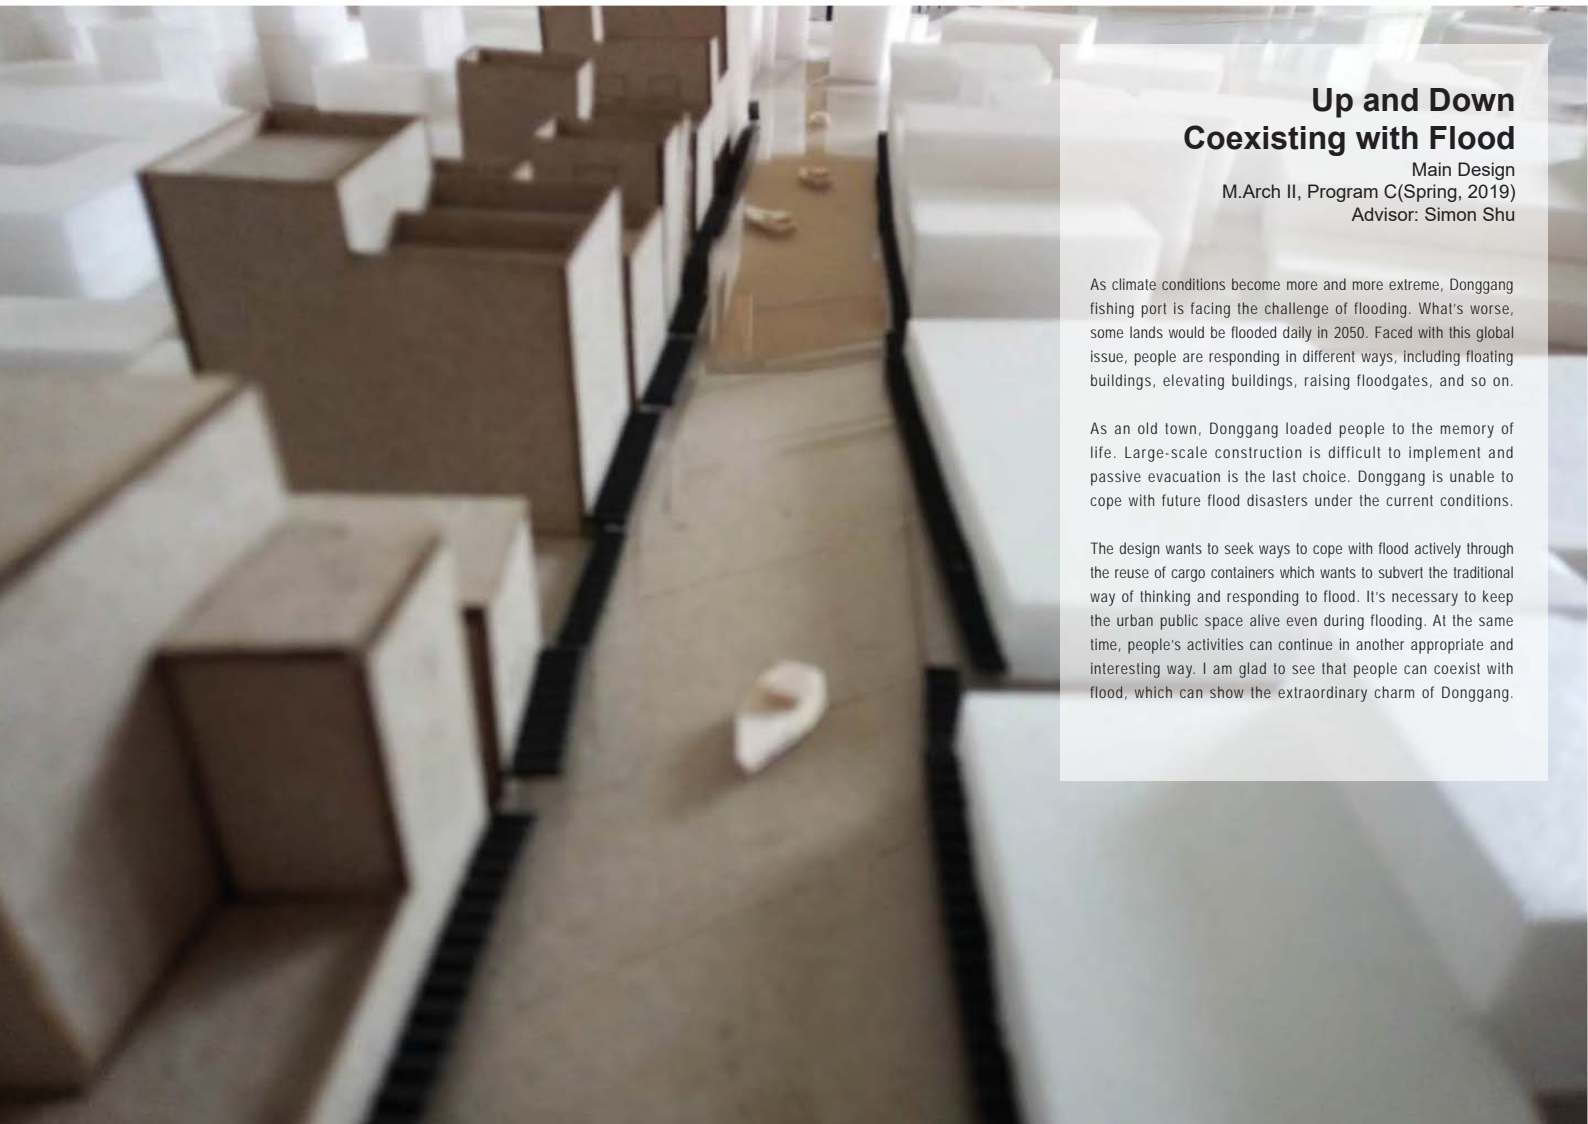 Up and Down
Coexisting with Flood
Main Design
M.Arch II, Program C(Spring, 2019)
Advisor: Simon Shu
As climate conditions become more and more extreme, Donggang
fishing port is facing the challenge of flooding. What's worse,
some lands would be flooded daily in 2050. Faced with this global
issue, people are responding in different ways, including floating
buildings, elevating buildings, raising floodgates, and so on.
As an old town, Donggang loaded people to the memory of
life. Large-scale construction is difficult to implement and
passive evacuation is the last choice. Donggang is unable to
cope with future flood disasters under the current conditions.
The design wants to seek ways to cope with flood actively through
the reuse of cargo containers which wants to subvert the traditional
way of thinking and responding to flood. It's necessary to keep
the urban public space alive even during flooding. At the same
time, people's activities can continue in another appropriate and
interesting way. I am glad to see that people can coexist with
flood, which can show the extraordinary charm of Donggang.